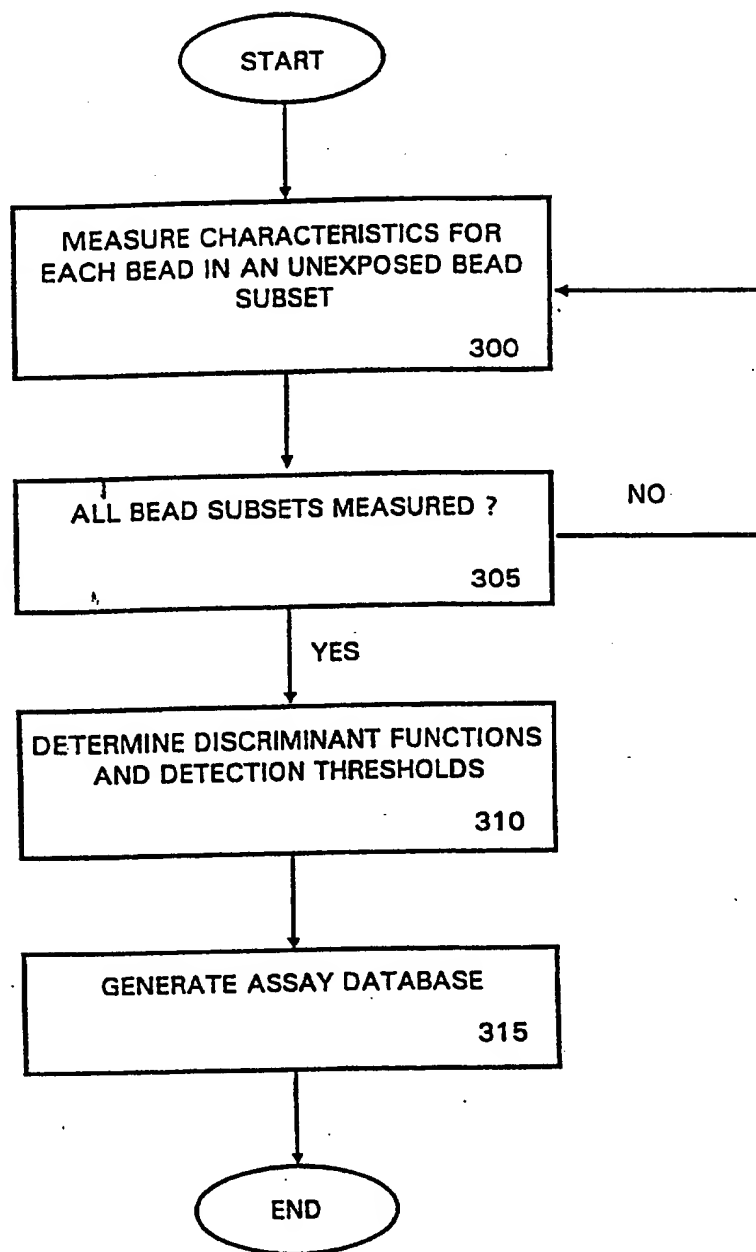 START
MEASURE CHARACTERISTICS FOR
EACH BEAD IN AN UNEXPOSED BEAD
SUBSET
300
ALL BEAD SUBSETS MEASURED ?
NO
305
YES
DETERMINE DISCRIMINANT FUNCTIONS
AND DETECTION THRESHOLDS
310
GENERATE ASSAY DATABASE
315
END